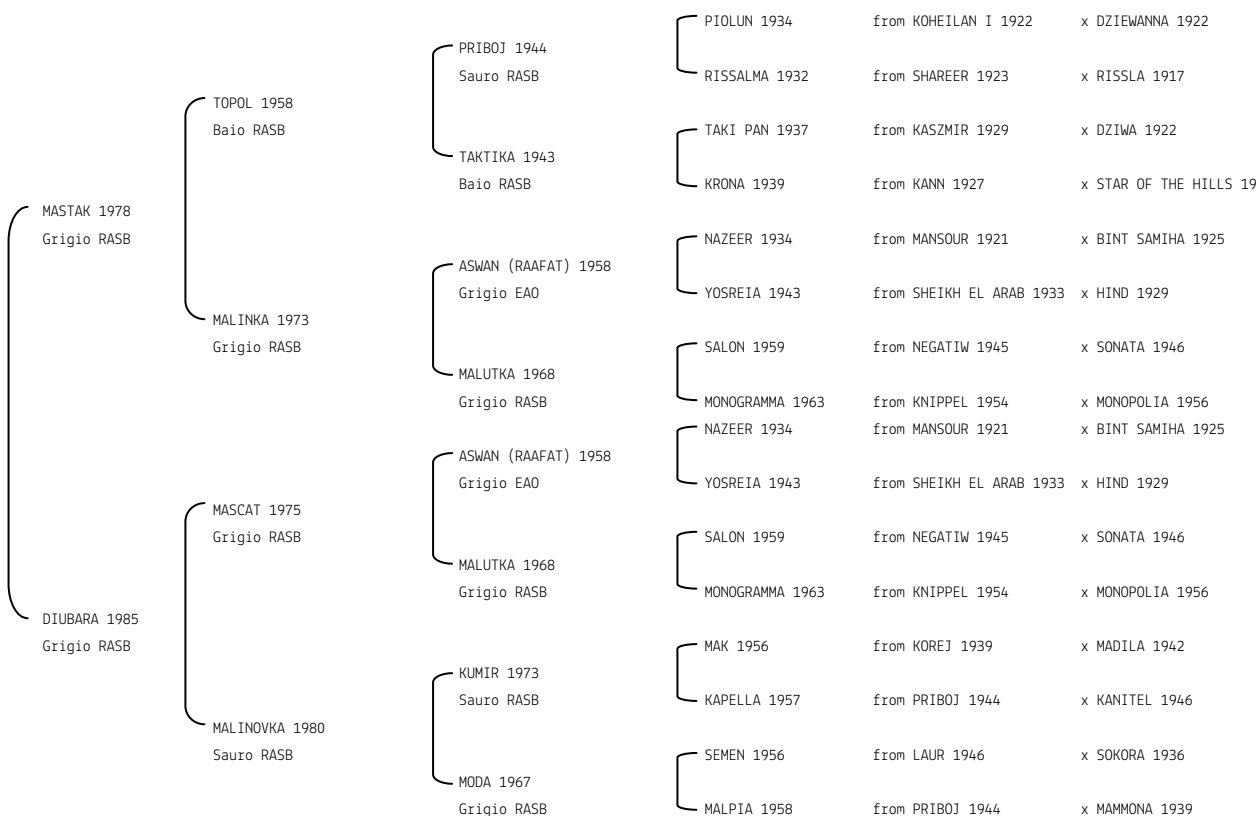 PIOLUN 1934 from KOHEILAN I 1922 x DZIEWANNA 1922
PRIBOJ 1944
Sauro RASB RISSALMA 1932 from SHAREER 1923 x RISSLA 1917
TOPOL 1958
Baio RASB TAKI PAN 1937 from KASZMIR 1929 x DZIWA 1922
TAKTIKA 1943
Baio RASB KRONA 1939 from KANN 1927 x STAR OF THE HILLS 19
MASTAK 1978
Grigio RASB NAZEER 1934 from MANSOUR 1921 x BINT SAMIHA 1925
ASWAN (RAAFAT) 1958
Grigio EAO YOSREIA 1943 from SHEIKH EL ARAB 1933 x HIND 1929
MALINKA 1973
Grigio RASB SALON 1959 from NEGATIW 1945 x SONATA 1946
MALUTKA 1968
Grigio RASB MONOGRAMMA 1963 from KNIPPEL 1954 x MONOPOLIA 1956
NAZEER 1934 from MANSOUR 1921 x BINT SAMIHA 1925
ASWAN (RAAFAT) 1958
Grigio EAO YOSREIA 1943 from SHEIKH EL ARAB 1933 x HIND 1929
MASCAT 1975
Grigio RASB SALON 1959 from NEGATIW 1945 x SONATA 1946
MALUTKA 1968
Grigio RASB MONOGRAMMA 1963 from KNIPPEL 1954 x MONOPOLIA 1956
DIUBARA 1985
Grigio RASB MAK 1956 from KOREJ 1939 x MADILA 1942
KUMIR 1973
Sauro RASB KAPELLA 1957 from PRIBOJ 1944 x KANITEL 1946
MALINOVKA 1980
Sauro RASB SEMEN 1956 from LAUR 1946 x SOKORA 1936
MODA 1967
Grigio RASB MALPIA 1958 from PRIBOJ 1944 x MAMMONA 1939